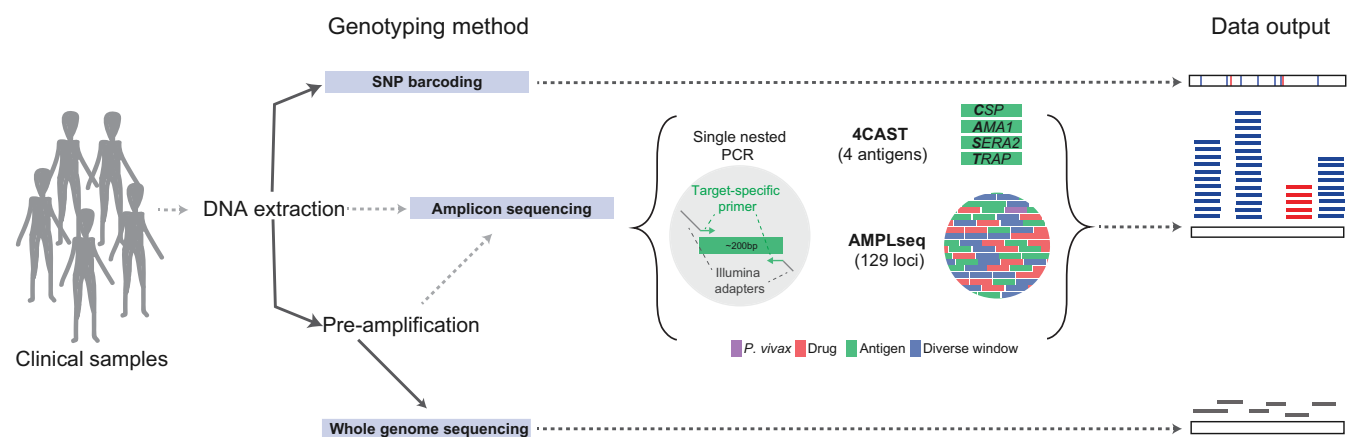 Genotyping method
Data output
SNP barcoding
Single nested
PCR
Target-specific
primer
~200bp
Illumina
adapters
4CAST
(4 antigens)
CSP
AMA1
SERA2
TRAP
DNA extraction
Amplicon sequencing
AMPLseq
(129 loci)
Pre-amplification
P. vivax Drug Antigen Diverse window
Clinical samples
Whole genome sequencing